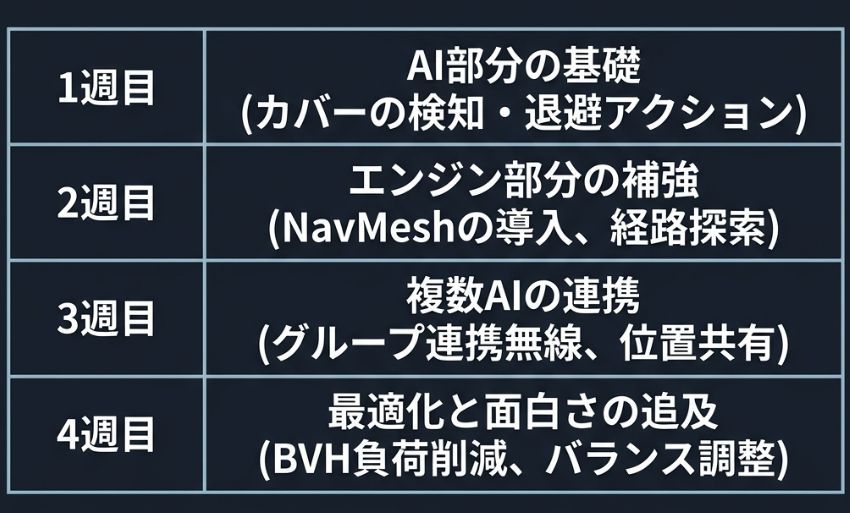 1週目
AI部分の基礎
(カバーの検知・退避アクション)
2週目
エンジン部分の補強
(NavMeshの導入、経路探索)
3週目
複数AIの連携
(グループ連携無線、位置共有)
4週目
最適化と面白さの追及
(BVH負荷削減、バランス調整)